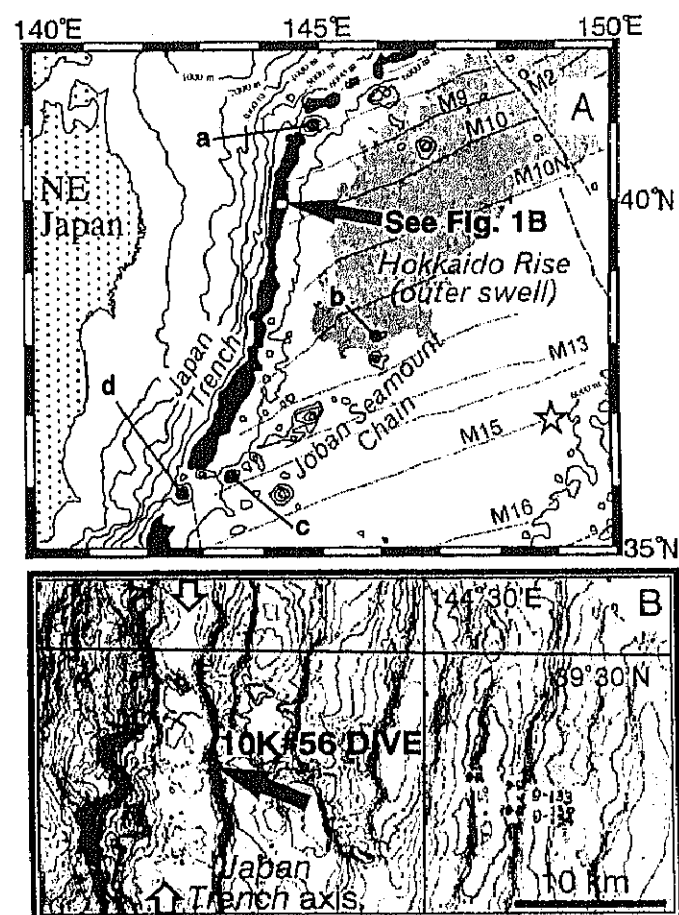 140°E
145°E
150°E
1000 m
M9
M2
A
a
M10
M10N
NE
Japan
40°N
See Fig. 1B
Hokkaido Rise
(outer swell)
b
Japan
Trench
d
M13
Joban Seamount
Chain
M15
c
M16
35°N
144°30'E
B
39°30'N
10K#56 DIVE
D-133
Japan
Trench axis
10 km